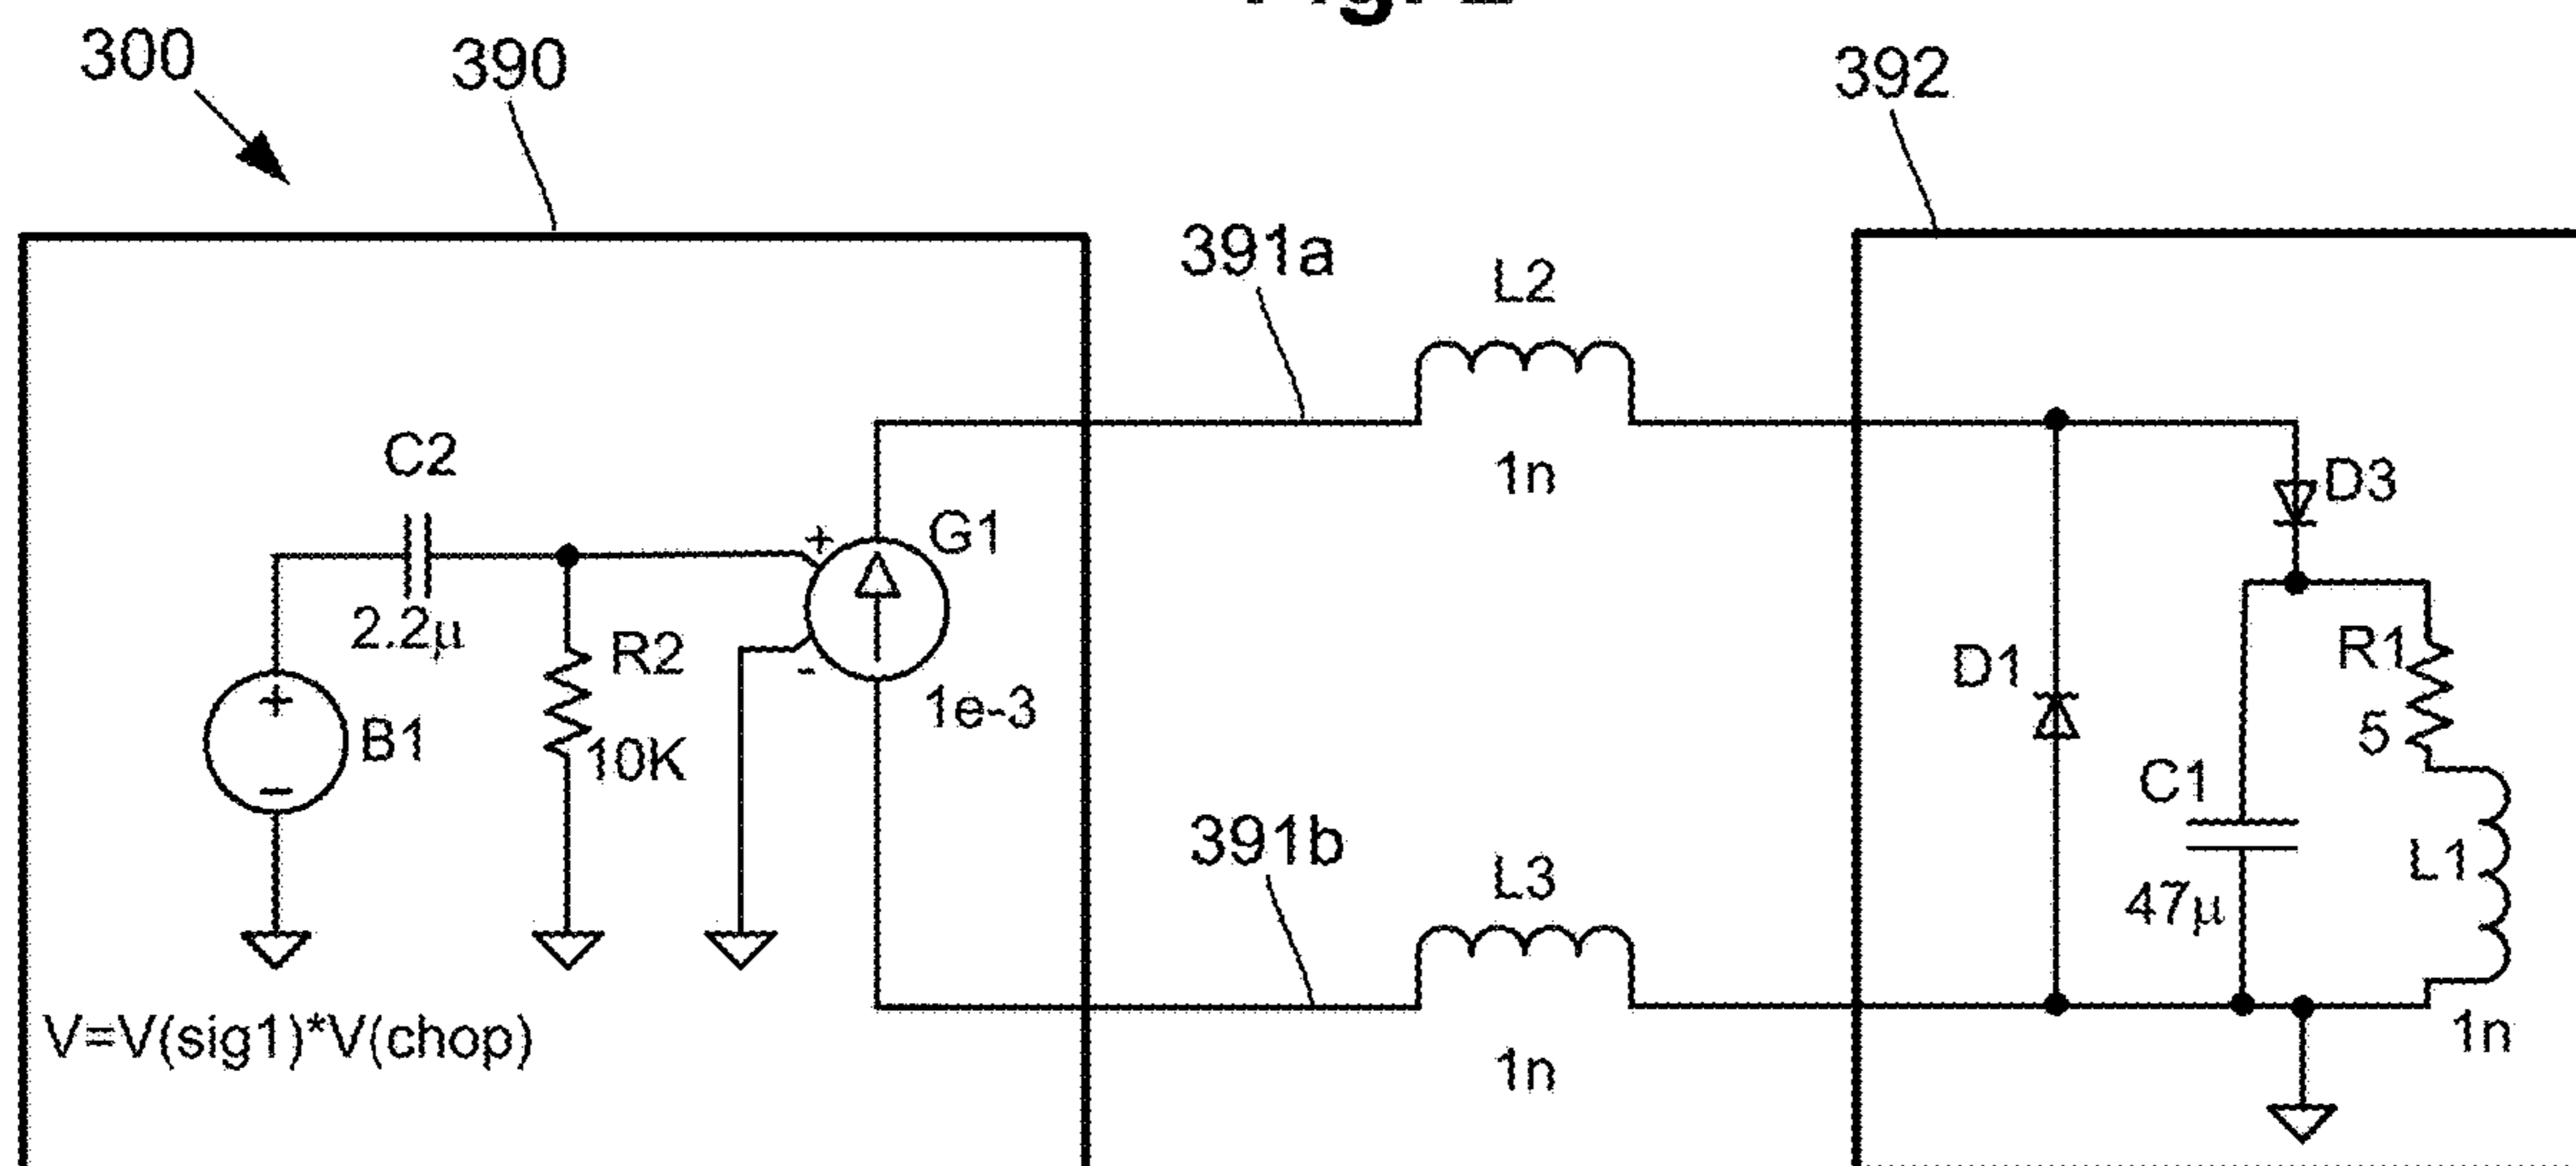 300
390
392
391a
L2
1n
C2
2.2µ
G1
+
-
1e-3
R2
10K
+
B1
−
V=V(sig1)*V(chop)
391b
L3
1n
D3
D1
R1
5
C1
47µ
L1
1n